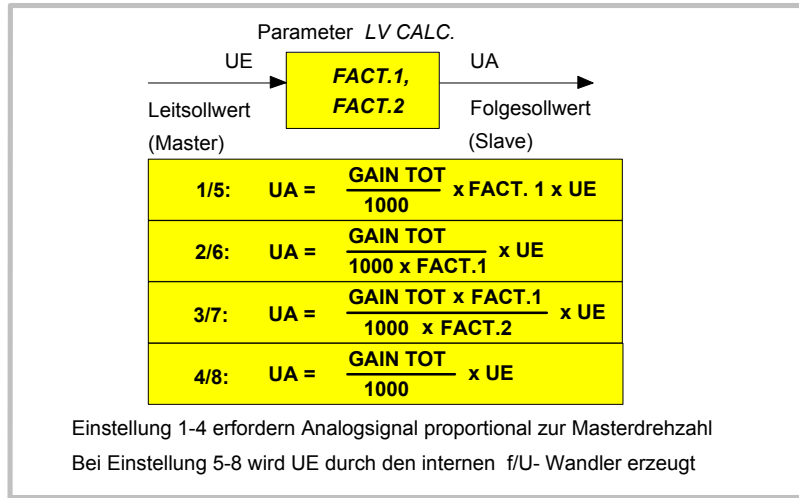 Parameter LV CALC.
UE
FACT.1,
FACT.2
UA
Leitsollwert
(Master)
Folgesollwert
(Slave)
1/5: UA = GAIN TOT
1000
x FACT. 1 x UE
2/6: UA = GAIN TOT
1000 x FACT.1
x UE
3/7: UA = GAIN TOT x FACT.1
1000 x FACT.2
x UE
4/8: UA = GAIN TOT
1000
x UE
Einstellung 1-4 erfordern Analogsignal proportional zur Masterdrehzahl
Bei Einstellung 5-8 wird UE durch den internen f/U- Wandler erzeugt